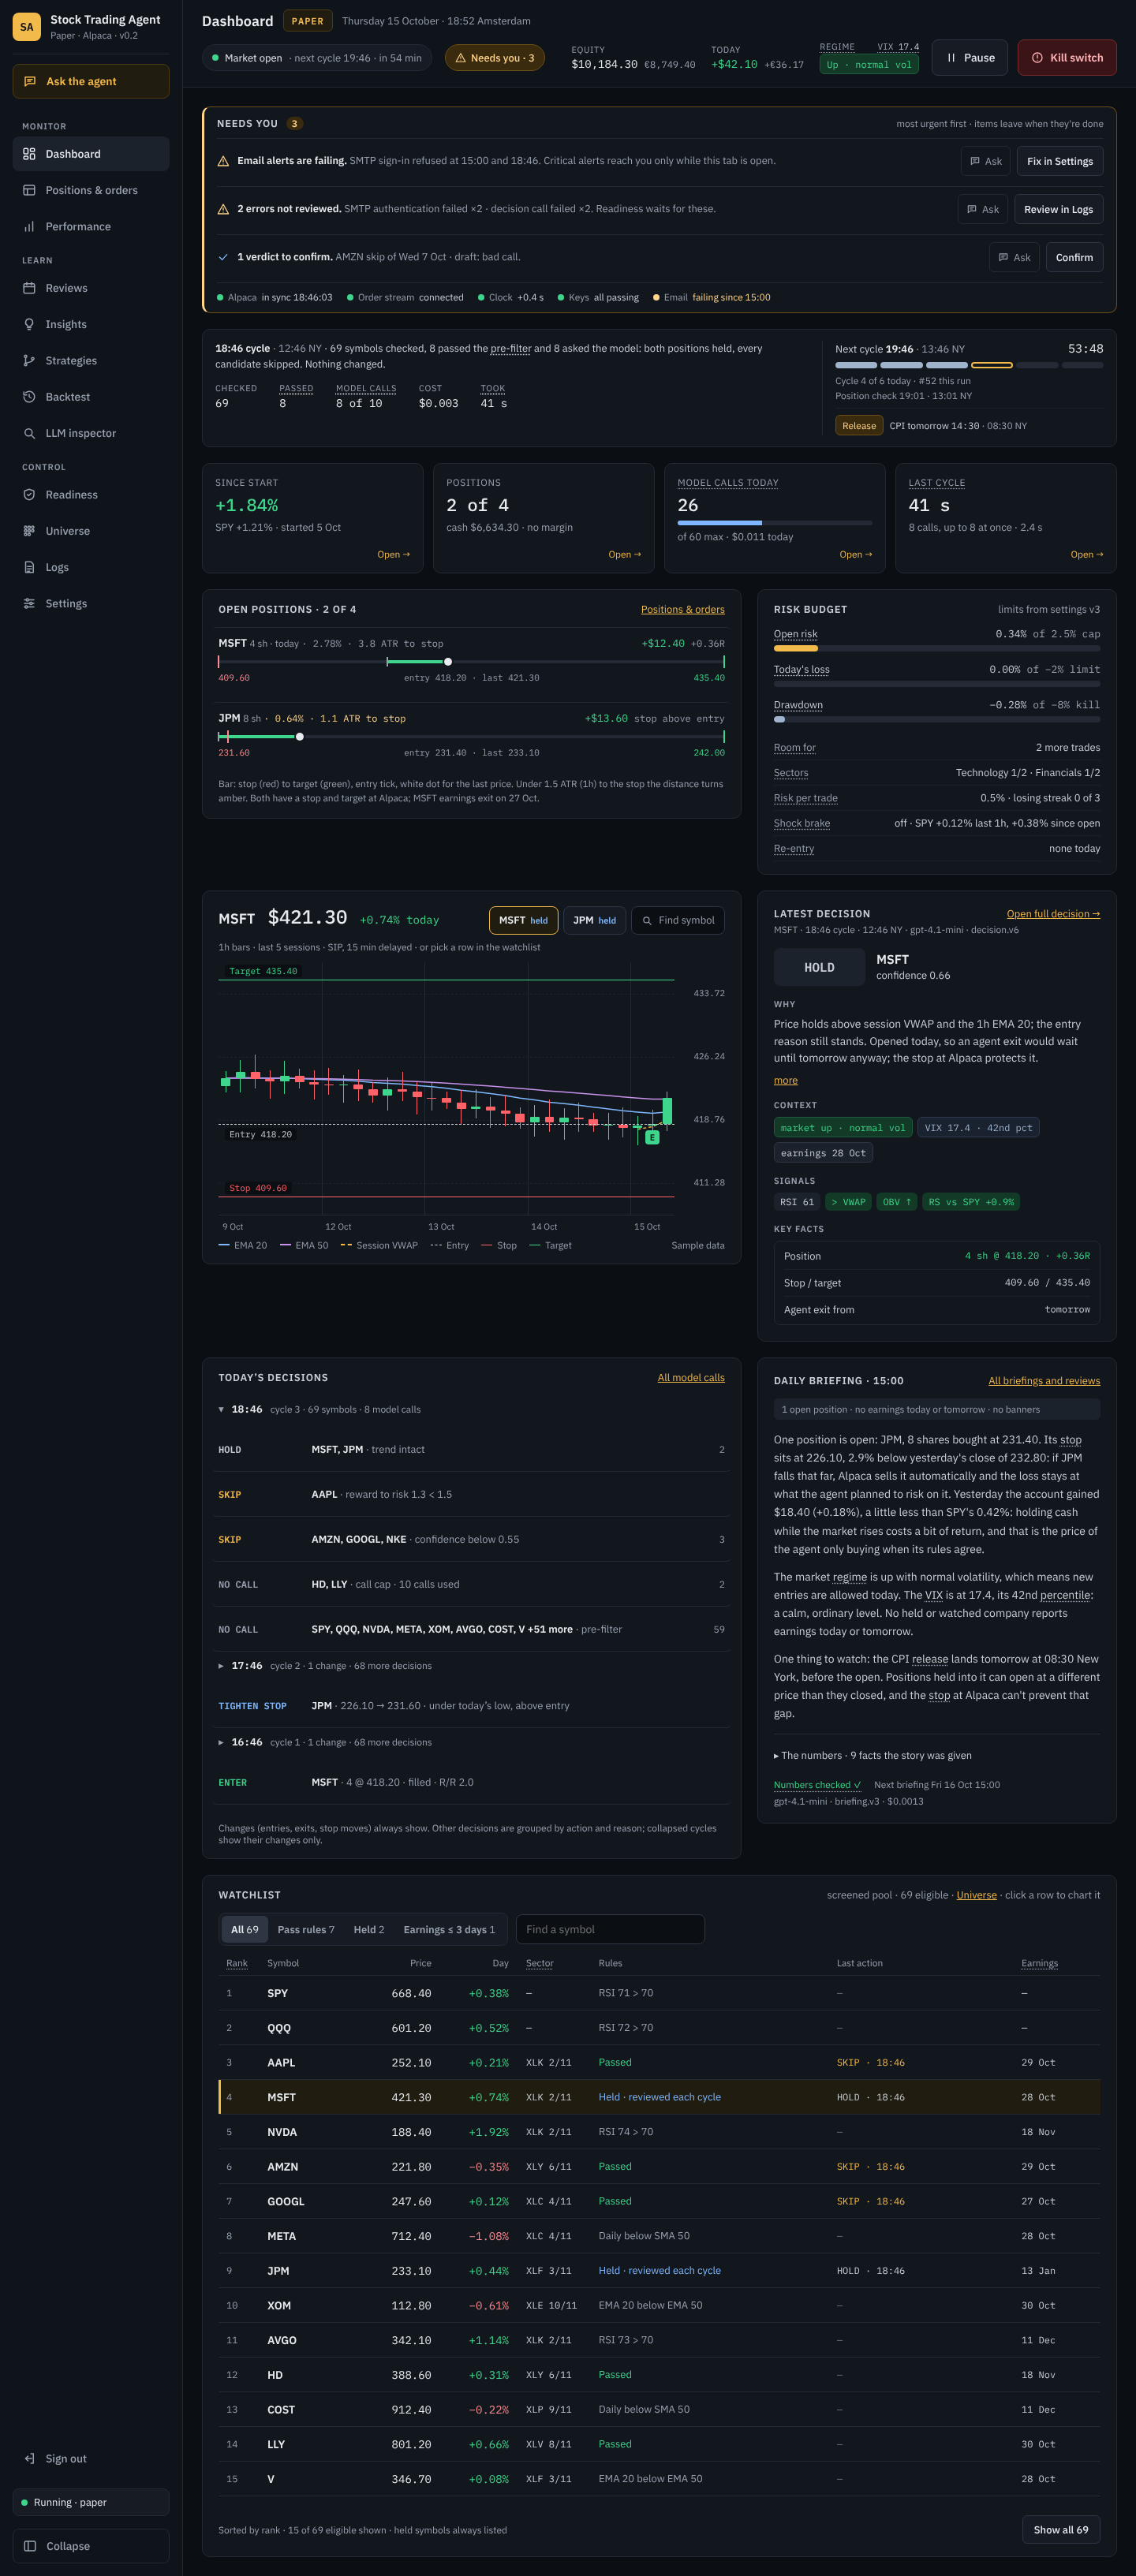 SA
Stock Trading Agent
Paper · Alpaca · v0.2
Ask the agent
MONITOR
Dashboard
Positions & orders
Performance
LEARN
Reviews
Insights
Strategies
Backtest
LLM inspector
CONTROL
Readiness
Universe
Logs
Settings
Sign out
Running · paper
Collapse
Dashboard PAPER Thursday 15 October · 18:52 Amsterdam
Market open · next cycle 19:46 · in 54 min
Needs you · 3
EQUITY
$10,184.30 €8,749.40
TODAY
+$42.10 +€36.17
REGIME VIX 17.4
Up · normal vol
Pause
Kill switch
NEEDS YOU 3
most urgent first · items leave when they're done
Email alerts are failing. SMTP sign-in refused at 15:00 and 18:46. Critical alerts reach you only while this tab is open.
Ask Fix in Settings
2 errors not reviewed. SMTP authentication failed ×2 · decision call failed ×2. Readiness waits for these.
Ask Review in Logs
1 verdict to confirm. AMZN skip of Wed 7 Oct · draft: bad call.
Ask Confirm
Alpaca in sync 18:46:03 Order stream connected Clock +0.4 s Keys all passing Email failing since 15:00
18:46 cycle · 12:46 NY · 69 symbols checked, 8 passed the pre-filter and 8 asked the model: both positions held, every
candidate skipped. Nothing changed.
CHECKED PASSED MODEL CALLS COST TOOK
69 8 8 of 10 $0.003 41 s
Next cycle 19:46 · 13:46 NY 53:48
Cycle 4 of 6 today · #52 this run
Position check 19:01 · 13:01 NY
Release CPI tomorrow 14:30 · 08:30 NY
SINCE START
+1.84%
SPY +1.21% · started 5 Oct
Open →
POSITIONS
2 of 4
cash $6,634.30 · no margin
Open →
MODEL CALLS TODAY
26
of 60 max · $0.011 today
Open →
LAST CYCLE
41 s
8 calls, up to 8 at once · 2.4 s
Open →
OPEN POSITIONS · 2 OF 4 Positions & orders
MSFT 4 sh · today · 2.78% · 3.8 ATR to stop +$12.40 +0.36R
409.60 entry 418.20 · last 421.30 435.40
JPM 8 sh · 0.64% · 1.1 ATR to stop +$13.60 stop above entry
231.60 entry 231.40 · last 233.10 242.00
Bar: stop (red) to target (green), entry tick, white dot for the last price. Under 1.5 ATR (1h) to the stop the distance turns
amber. Both have a stop and target at Alpaca; MSFT earnings exit on 27 Oct.
RISK BUDGET limits from settings v3
Open risk 0.34% of 2.5% cap
Today's loss 0.00% of −2% limit
Drawdown −0.28% of −8% kill
Room for 2 more trades
Sectors Technology 1/2 · Financials 1/2
Risk per trade 0.5% · losing streak 0 of 3
Shock brake off · SPY +0.12% last 1h, +0.38% since open
Re-entry none today
MSFT $421.30 +0.74% today
MSFT held JPM held Find symbol
1h bars · last 5 sessions · SIP, 15 min delayed · or pick a row in the watchlist
Target 435.40
433.72
426.24
418.76
Entry 418.20
E
411.28
Stop 409.60
9 Oct 12 Oct 13 Oct 14 Oct 15 Oct
EMA 20 EMA 50 Session VWAP Entry Stop Target Sample data
LATEST DECISION Open full decision →
MSFT · 18:46 cycle · 12:46 NY · gpt-4.1-mini · decision.v6
HOLD
MSFT
confidence 0.66
WHY
Price holds above session VWAP and the 1h EMA 20; the entry
reason still stands. Opened today, so an agent exit would wait
until tomorrow anyway; the stop at Alpaca protects it.
more
CONTEXT
market up · normal vol VIX 17.4 · 42nd pct
earnings 28 Oct
SIGNALS
RSI 61 > VWAP OBV ↑ RS vs SPY +0.9%
KEY FACTS
Position 4 sh @ 418.20 · +0.36R
Stop / target 409.60 / 435.40
Agent exit from tomorrow
TODAY'S DECISIONS All model calls
▾ 18:46 cycle 3 · 69 symbols · 8 model calls
HOLD MSFT, JPM · trend intact 2
SKIP AAPL · reward to risk 1.3 < 1.5
SKIP AMZN, GOOGL, NKE · confidence below 0.55 3
NO CALL HD, LLY · call cap · 10 calls used 2
NO CALL SPY, QQQ, NVDA, META, XOM, AVGO, COST, V +51 more · pre-filter 59
▸ 17:46 cycle 2 · 1 change · 68 more decisions
TIGHTEN STOP JPM · 226.10 → 231.60 · under today's low, above entry
▸ 16:46 cycle 1 · 1 change · 68 more decisions
ENTER MSFT · 4 @ 418.20 · filled · R/R 2.0
Changes (entries, exits, stop moves) always show. Other decisions are grouped by action and reason; collapsed cycles
show their changes only.
DAILY BRIEFING · 15:00 All briefings and reviews
1 open position · no earnings today or tomorrow · no banners
One position is open: JPM, 8 shares bought at 231.40. Its stop
sits at 226.10, 2.9% below yesterday's close of 232.80: if JPM
falls that far, Alpaca sells it automatically and the loss stays at
what the agent planned to risk on it. Yesterday the account gained
$18.40 (+0.18%), a little less than SPY's 0.42%: holding cash
while the market rises costs a bit of return, and that is the price of
the agent only buying when its rules agree.
The market regime is up with normal volatility, which means new
entries are allowed today. The VIX is at 17.4, its 42nd percentile:
a calm, ordinary level. No held or watched company reports
earnings today or tomorrow.
One thing to watch: the CPI release lands tomorrow at 08:30 New
York, before the open. Positions held into it can open at a different
price than they closed, and the stop at Alpaca can't prevent that
gap.
▸ The numbers · 9 facts the story was given
Numbers checked ✓ Next briefing Fri 16 Oct 15:00
gpt-4.1-mini · briefing.v3 · $0.0013
WATCHLIST screened pool · 69 eligible · Universe · click a row to chart it
All 69 Pass rules 7 Held 2 Earnings ≤ 3 days 1 Find a symbol
Rank Symbol Price Day Sector Rules Last action Earnings
1 SPY 668.40 +0.38% — RSI 71 > 70 — —
2 QQQ 601.20 +0.52% — RSI 72 > 70 — —
3 AAPL 252.10 +0.21% XLK 2/11 Passed SKIP · 18:46 29 Oct
4 MSFT 421.30 +0.74% XLK 2/11 Held · reviewed each cycle HOLD · 18:46 28 Oct
5 NVDA 188.40 +1.92% XLK 2/11 RSI 74 > 70 — 18 Nov
6 AMZN 221.80 −0.35% XLY 6/11 Passed SKIP · 18:46 29 Oct
7 GOOGL 247.60 +0.12% XLC 4/11 Passed SKIP · 18:46 27 Oct
8 META 712.40 −1.08% XLC 4/11 Daily below SMA 50 — 28 Oct
9 JPM 233.10 +0.44% XLF 3/11 Held · reviewed each cycle HOLD · 18:46 13 Jan
10 XOM 112.80 −0.61% XLE 10/11 EMA 20 below EMA 50 — 30 Oct
11 AVGO 342.10 +1.14% XLK 2/11 RSI 73 > 70 — 11 Dec
12 HD 388.60 +0.31% XLY 6/11 Passed — 18 Nov
13 COST 912.40 −0.22% XLP 9/11 Daily below SMA 50 — 11 Dec
14 LLY 801.20 +0.66% XLV 8/11 Passed — 30 Oct
15 V 346.70 +0.08% XLF 3/11 EMA 20 below EMA 50 — 28 Oct
Sorted by rank · 15 of 69 eligible shown · held symbols always listed Show all 69